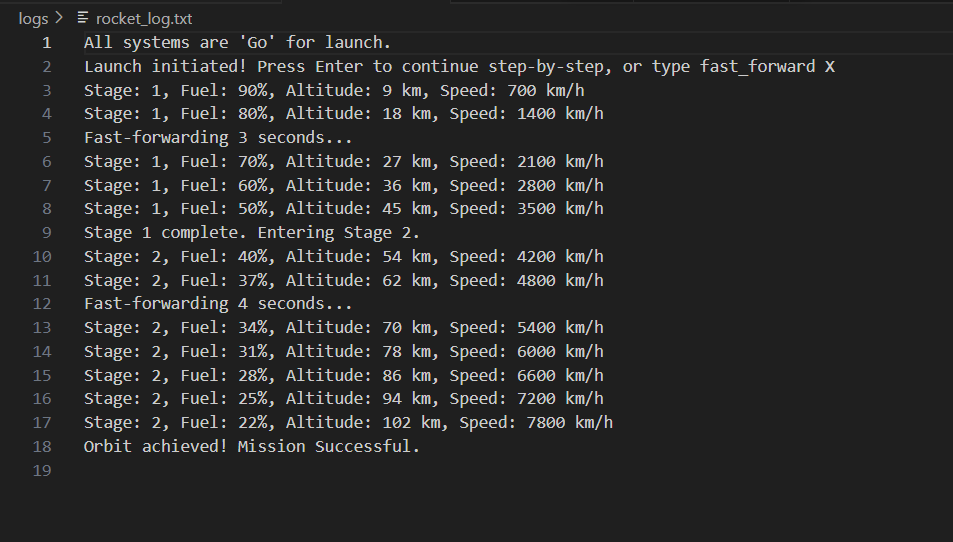 logs > rocket_log.txt
1 All systems are 'Go' for launch.
2 Launch initiated! Press Enter to continue step-by-step, or type fast_forward X
3 Stage: 1, Fuel: 90%, Altitude: 9 km, Speed: 700 km/h
4 Stage: 1, Fuel: 80%, Altitude: 18 km, Speed: 1400 km/h
5 Fast-forwarding 3 seconds...
6 Stage: 1, Fuel: 70%, Altitude: 27 km, Speed: 2100 km/h
7 Stage: 1, Fuel: 60%, Altitude: 36 km, Speed: 2800 km/h
8 Stage: 1, Fuel: 50%, Altitude: 45 km, Speed: 3500 km/h
9 Stage 1 complete. Entering Stage 2.
10 Stage: 2, Fuel: 40%, Altitude: 54 km, Speed: 4200 km/h
11 Stage: 2, Fuel: 37%, Altitude: 62 km, Speed: 4800 km/h
12 Fast-forwarding 4 seconds...
13 Stage: 2, Fuel: 34%, Altitude: 70 km, Speed: 5400 km/h
14 Stage: 2, Fuel: 31%, Altitude: 78 km, Speed: 6000 km/h
15 Stage: 2, Fuel: 28%, Altitude: 86 km, Speed: 6600 km/h
16 Stage: 2, Fuel: 25%, Altitude: 94 km, Speed: 7200 km/h
17 Stage: 2, Fuel: 22%, Altitude: 102 km, Speed: 7800 km/h
18 Orbit achieved! Mission Successful.
19